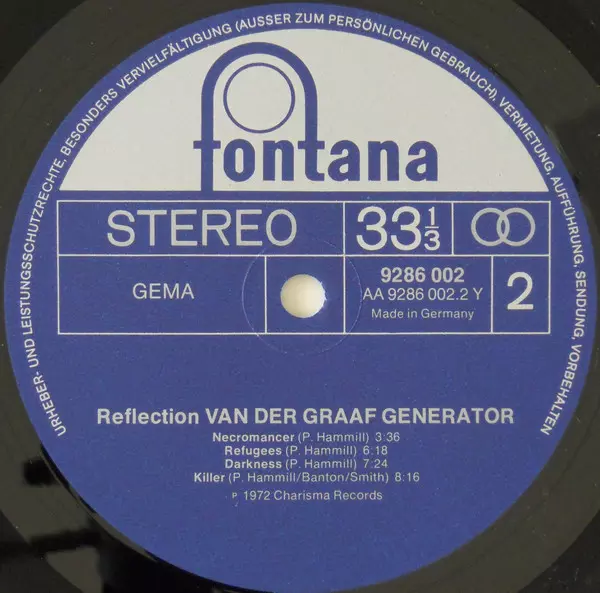 URHEBER- UND LEISTUNGSSCHUTZRECHTE, BESONDERS VERVIELFÄLTIGUNG (AUSSER ZUM PERSÖNLICHEN GEBRAUCH), VERMIETUNG, AUFFÜHRUNG, SENDUNG, VORBEHALTEN
fontana
STEREO
33 1/3
GEMA
9286 002
AA 9286 002.2 Y
Made in Germany
2
Reflection VAN DER GRAAF GENERATOR
Necromancer (P. Hammill) 3:36
Refugees (P. Hammill) 6:18
Darkness (P. Hammill) 7:24
Killer (P. Hammill/Banton/Smith) 8:16
℗ 1972 Charisma Records